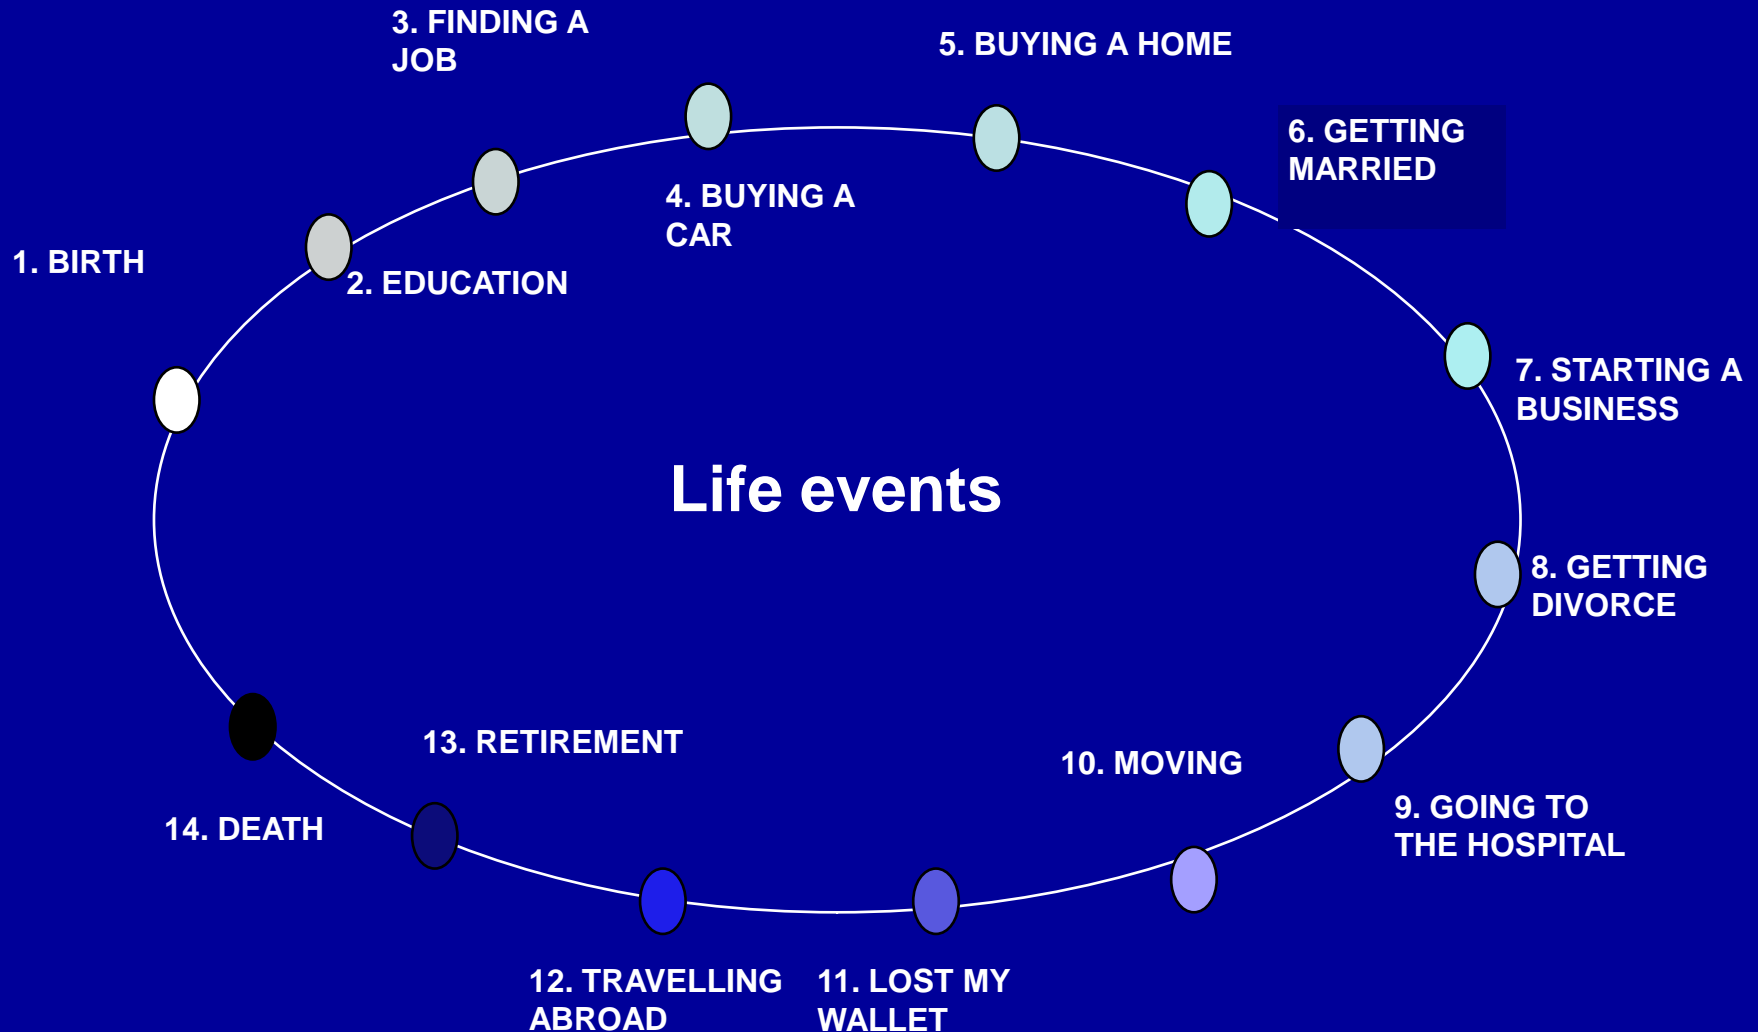 3. FINDING A
JOB
5. BUYING A HOME
6. GETTING
MARRIED
4. BUYING A
CAR
1. BIRTH
2. EDUCATION
7. STARTING A
BUSINESS
Life events
8. GETTING
DIVORCE
13. RETIREMENT
10. MOVING
9. GOING TO
THE HOSPITAL
14. DEATH
12. TRAVELLING
ABROAD
11. LOST MY
WALLET